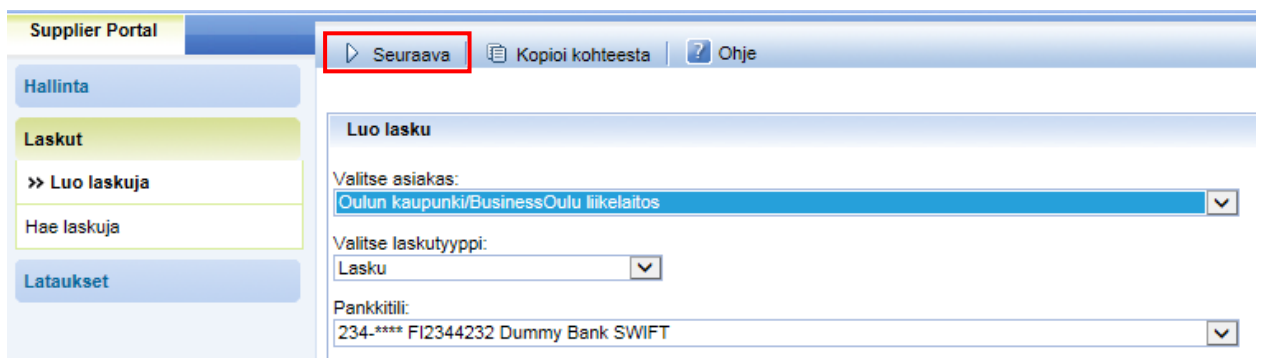 Supplier Portal
Seuraava
Kopioi kohteesta
? Ohje
Hallinta
Laskut
>> Luo laskuja
Hae laskuja
Lataukset
Luo lasku
Valitse asiakas:
Oulun kaupunki/BusinessOulu liikelaitos
Valitse laskutyyppi:
Lasku
Pankkitili:
234-**** FI2344232 Dummy Bank SWIFT